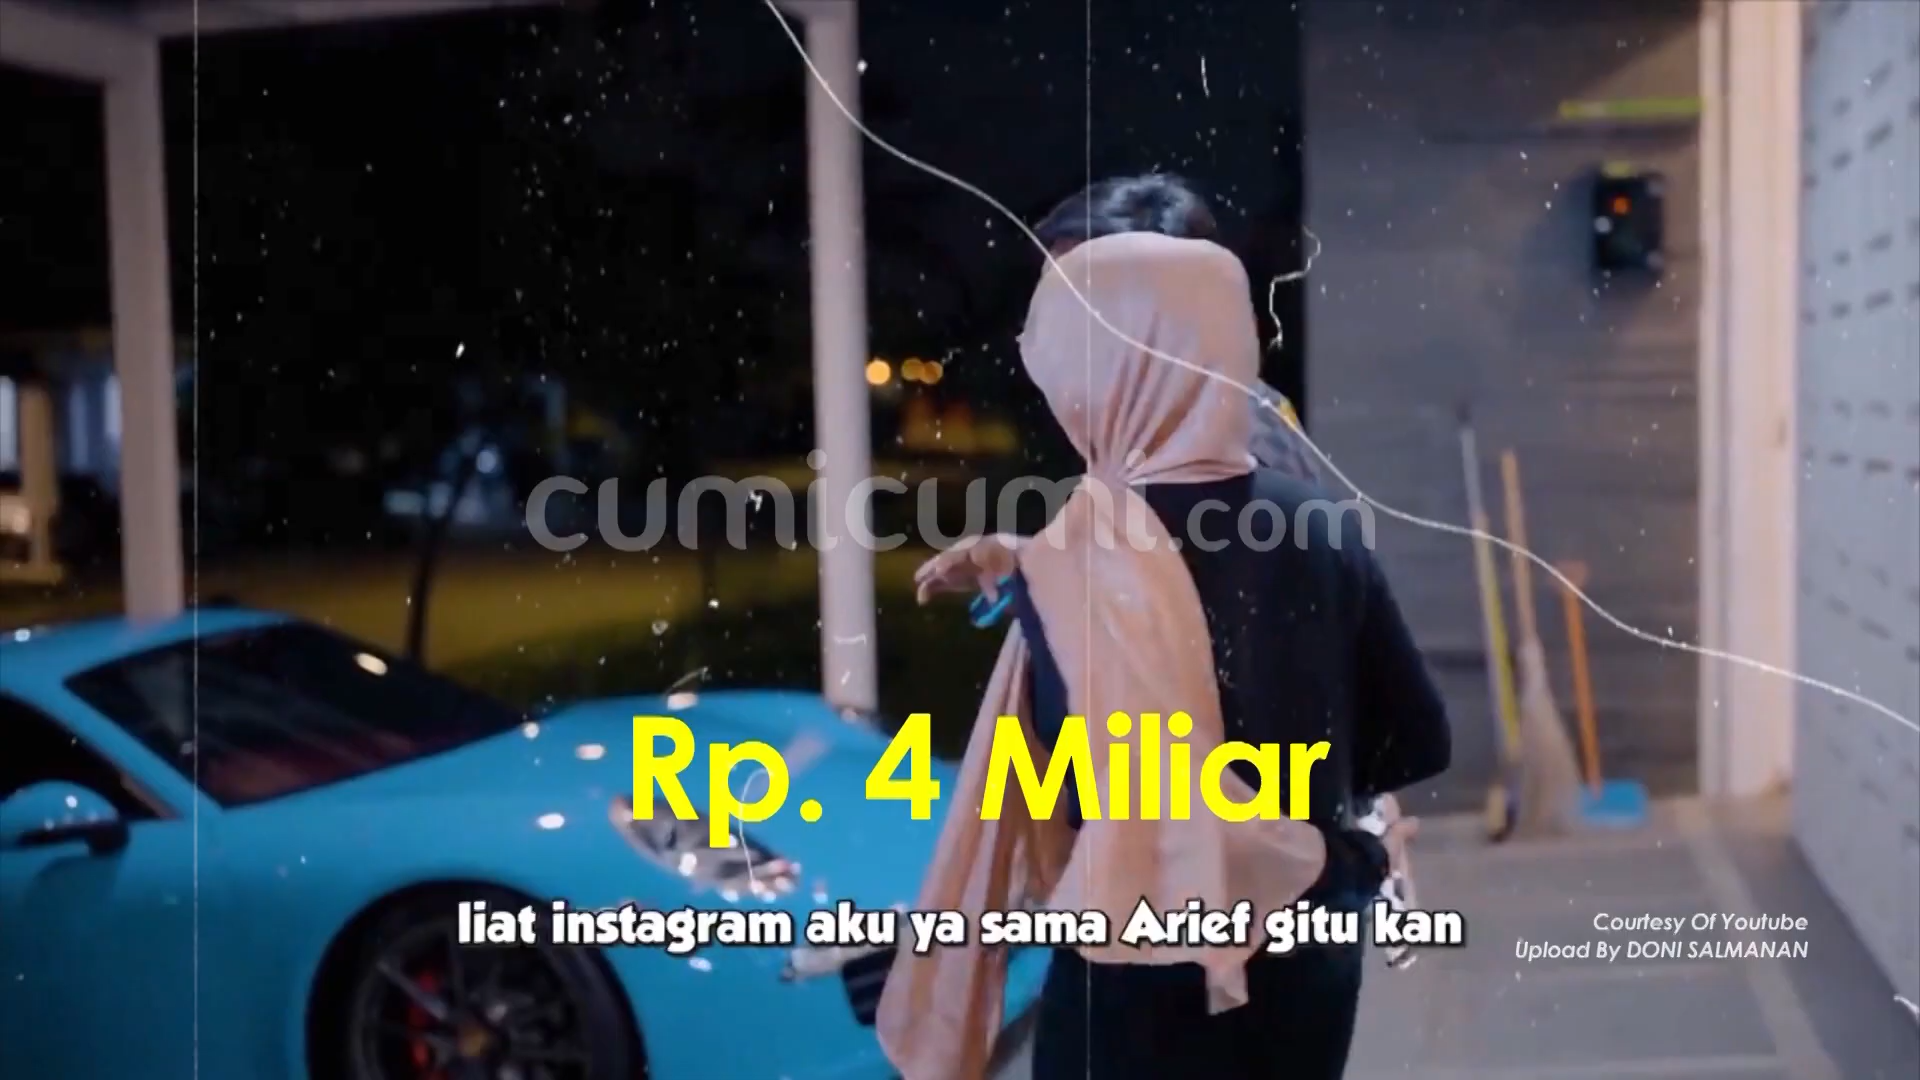 cumicumi.com
Rp. 4 Miliar
liat instagram aku ya sama Arief gitu kan
Courtesy Of Youtube
Upload By DONI SALMANAN